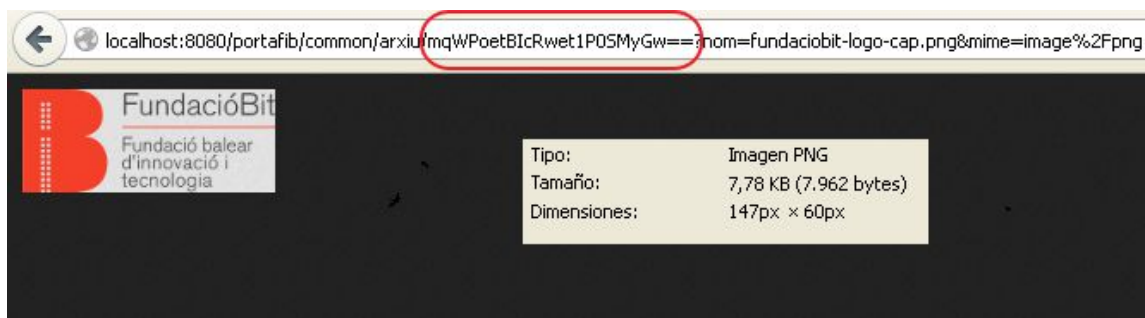 localhost:8080/portafib/common/arxiu/mqWPoetBIcRwet1P0SMyGw==?nom=fundaciobit-logo-cap.png&mime=image%2Fpng
FundacióBit
Fundació balear
d'innovació i
tecnologia
Tipo: Imagen PNG
Tamaño: 7,78 KB (7.962 bytes)
Dimensiones: 147px × 60px